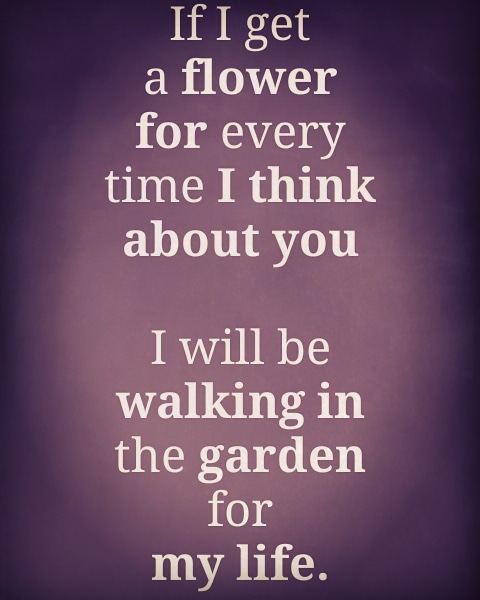 If I get
a flower
for every
time I think
about you
I will be
walking in
the garden
for
my life.